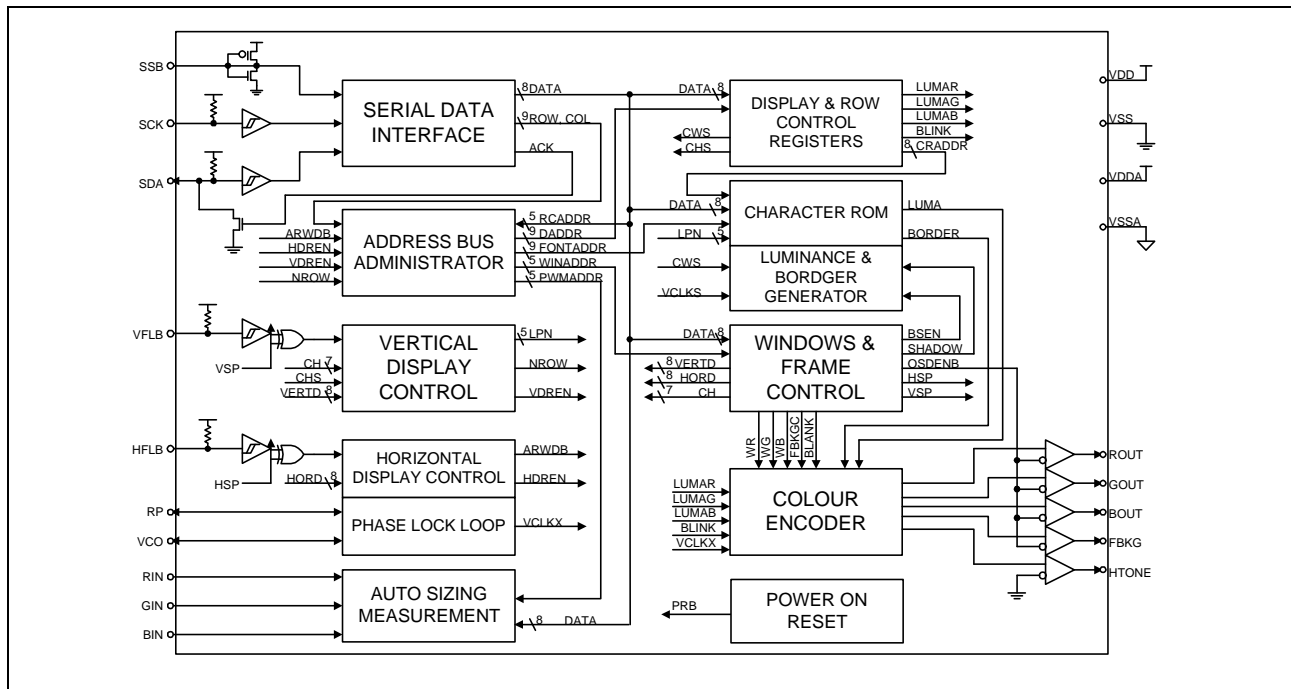 SSB
SCK
SDA
SERIAL DATA
INTERFACE
8 DATA
9 ROW, COL
ACK
ARWDB
HDREN
VDREN
NROW
ADDRESS BUS
ADMINISTRATOR
5 RCADDR
9 DADDR
9 FONTADDR
5 WINADDR
5 PWMADDR
VFLB
VSP
CH 7
CHS
VERTD 8
VERTICAL
DISPLAY
CONTROL
5 LPN
NROW
VDREN
HFLB
HSP
HORD 8
HORIZONTAL
DISPLAY CONTROL
ARWDB
HDREN
RP
VCO
PHASE LOCK LOOP
VCLKX
RIN
GIN
BIN
AUTO SIZING
MEASUREMENT
8 DATA
DATA 8
CWS
CHS
DISPLAY & ROW
CONTROL
REGISTERS
LUMAR
LUMAG
LUMAB
BLINK
8 CRADDR
DATA 8
LPN 5
CHARACTER ROM
LUMA
BORDER
CWS
VCLKS
LUMINANCE &
BORDGER
GENERATOR
DATA 8
8 VERTD
8 HORD
7 CH
WINDOWS &
FRAME
CONTROL
BSEN
SHADOW
OSDENB
HSP
VSP
WR
WG
WB
FBKGC
BLANK
LUMAR
LUMAG
LUMAB
BLINK
VCLKX
COLOUR
ENCODER
PRB
POWER ON
RESET
VDD
VSS
VDDA
VSSA
ROUT
GOUT
BOUT
FBKG
HTONE